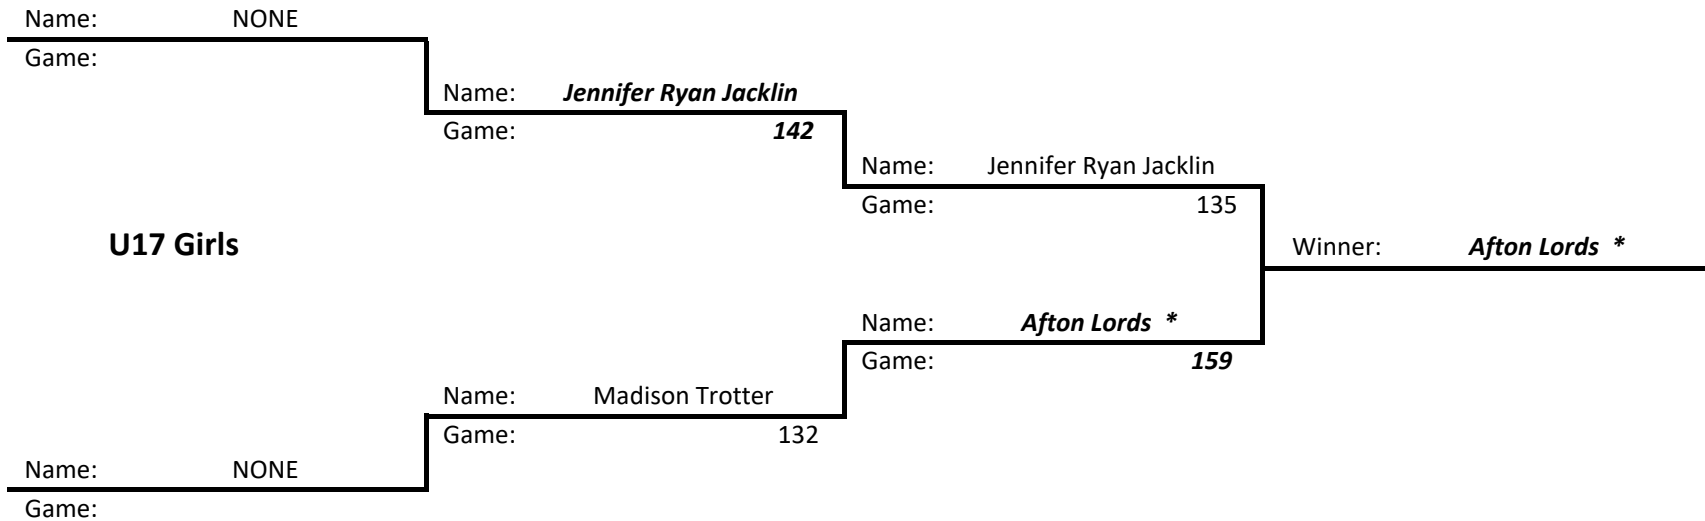 Name: NONE
Game:
Name: Jennifer Ryan Jacklin
Game: 142
Name: Jennifer Ryan Jacklin
Game: 135
U17 Girls
Winner: Afton Lords *
Name: Afton Lords *
Game: 159
Name: Madison Trotter
Game: 132
Name: NONE
Game: